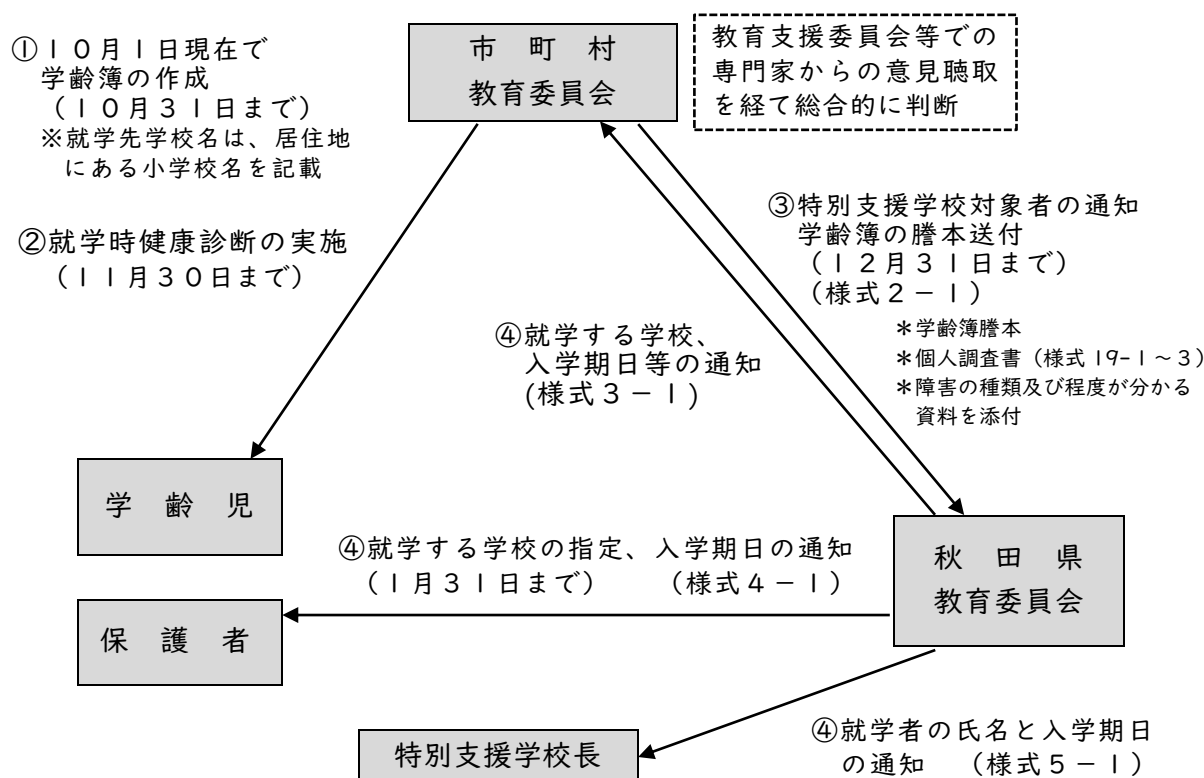 ①１０月１日現在で
学齢簿の作成
（１０月３１日まで）
※就学先学校名は、居住地
にある小学校名を記載
市　町　村
教育委員会
教育支援委員会等での
専門家からの意見聴取
を経て総合的に判断
②就学時健康診断の実施
（１１月３０日まで）
③特別支援学校対象者の通知
学齢簿の謄本送付
（１２月３１日まで）
（様式２－１）
＊学齢簿謄本
＊個人調査書（様式 19-１～３）
＊障害の種類及び程度が分かる
資料を添付
④就学する学校、
入学期日等の通知
(様式３－１)
学　齢　児
④就学する学校の指定、入学期日の通知
（１月３１日まで）　　（様式４－１）
秋　田　県
教育委員会
保　護　者
④就学者の氏名と入学期日
の通知　（様式５－１）
特別支援学校長